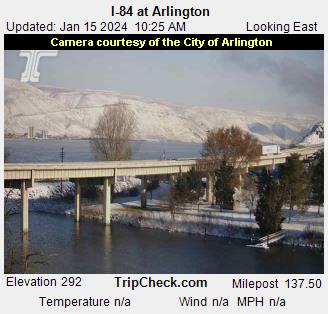 I-84 at Arlington
Updated: Jan 15 2024 10:25 AM Looking East
Camera courtesy of the City of Arlington
Elevation 292 TripCheck.com Milepost 137.50
Temperature n/a Wind n/a MPH n/a